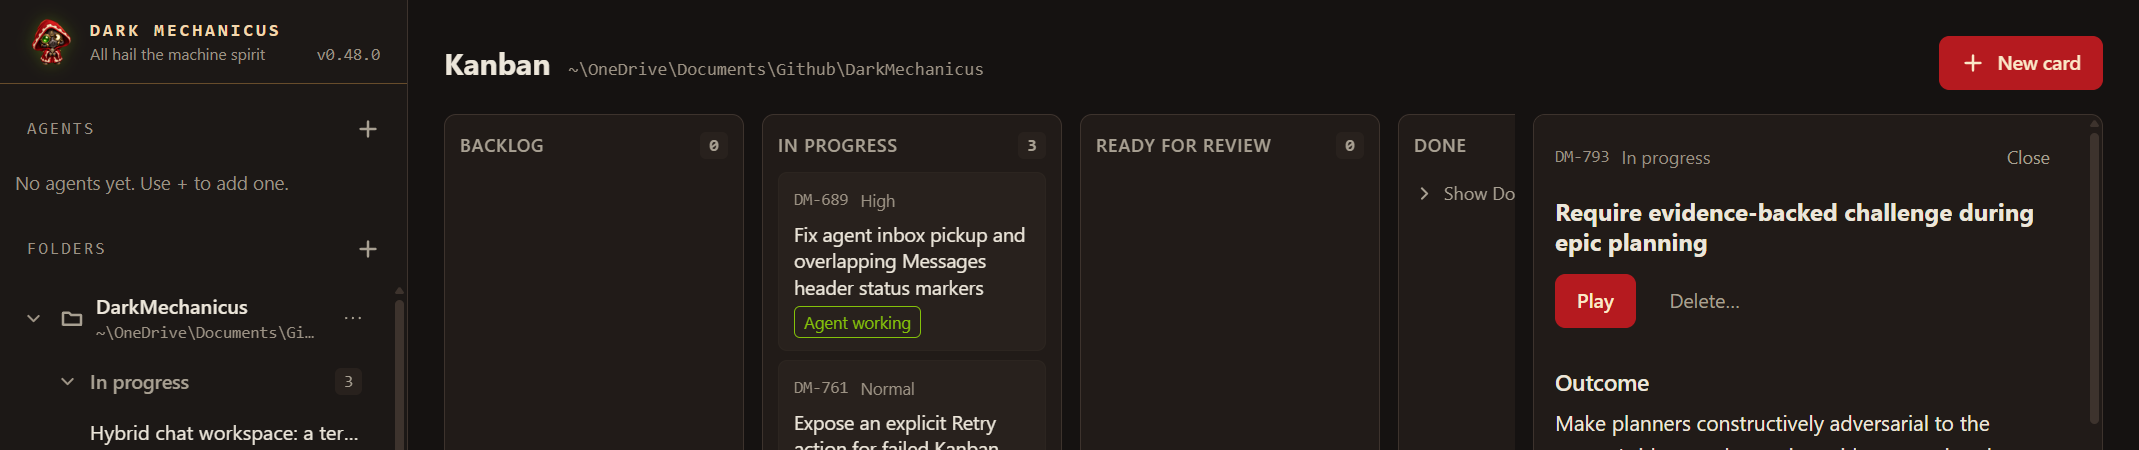 DARK MECHANICUS
All hail the machine spirit
v0.48.0
AGENTS
No agents yet. Use + to add one.
FOLDERS
DarkMechanicus
~\OneDrive\Documents\Gi…
In progress
3
Hybrid chat workspace: a ter…
Kanban
~\OneDrive\Documents\Github\DarkMechanicus
New card
BACKLOG
0
IN PROGRESS
3
DM-689 High
Fix agent inbox pickup and
overlapping Messages
header status markers
Agent working
DM-761 Normal
Expose an explicit Retry
action for failed Kanban
READY FOR REVIEW
0
DONE
Show Do
DM-793 In progress
Close
Require evidence-backed challenge during
epic planning
Play
Delete…
Outcome
Make planners constructively adversarial to the